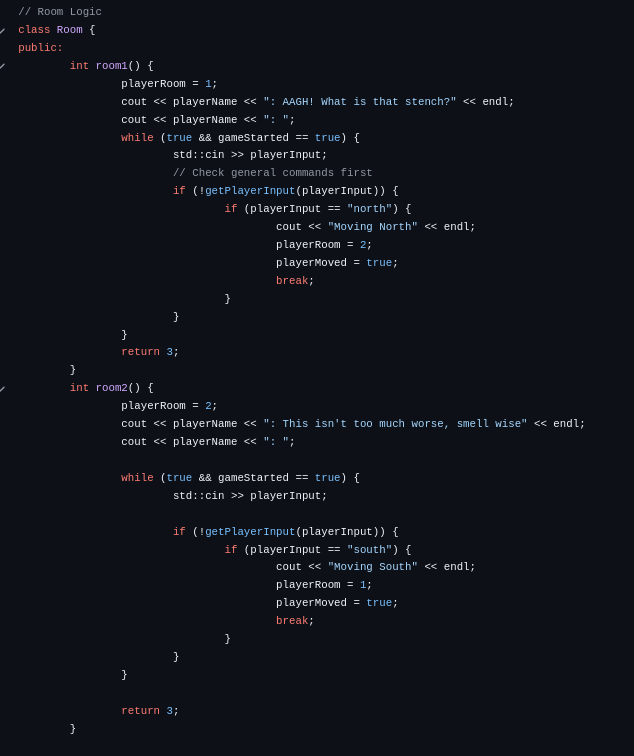 // Room Logic
class Room {
public:
int room1() {
playerRoom = 1;
cout << playerName << ": AAGH! What is that stench?" << endl;
cout << playerName << ": ";
while (true && gameStarted == true) {
std::cin >> playerInput;
// Check general commands first
if (!getPlayerInput(playerInput)) {
if (playerInput == "north") {
cout << "Moving North" << endl;
playerRoom = 2;
playerMoved = true;
break;
}
}
}
return 3;
}
int room2() {
playerRoom = 2;
cout << playerName << ": This isn't too much worse, smell wise" << endl;
cout << playerName << ": ";
while (true && gameStarted == true) {
std::cin >> playerInput;
if (!getPlayerInput(playerInput)) {
if (playerInput == "south") {
cout << "Moving South" << endl;
playerRoom = 1;
playerMoved = true;
break;
}
}
}
return 3;
}